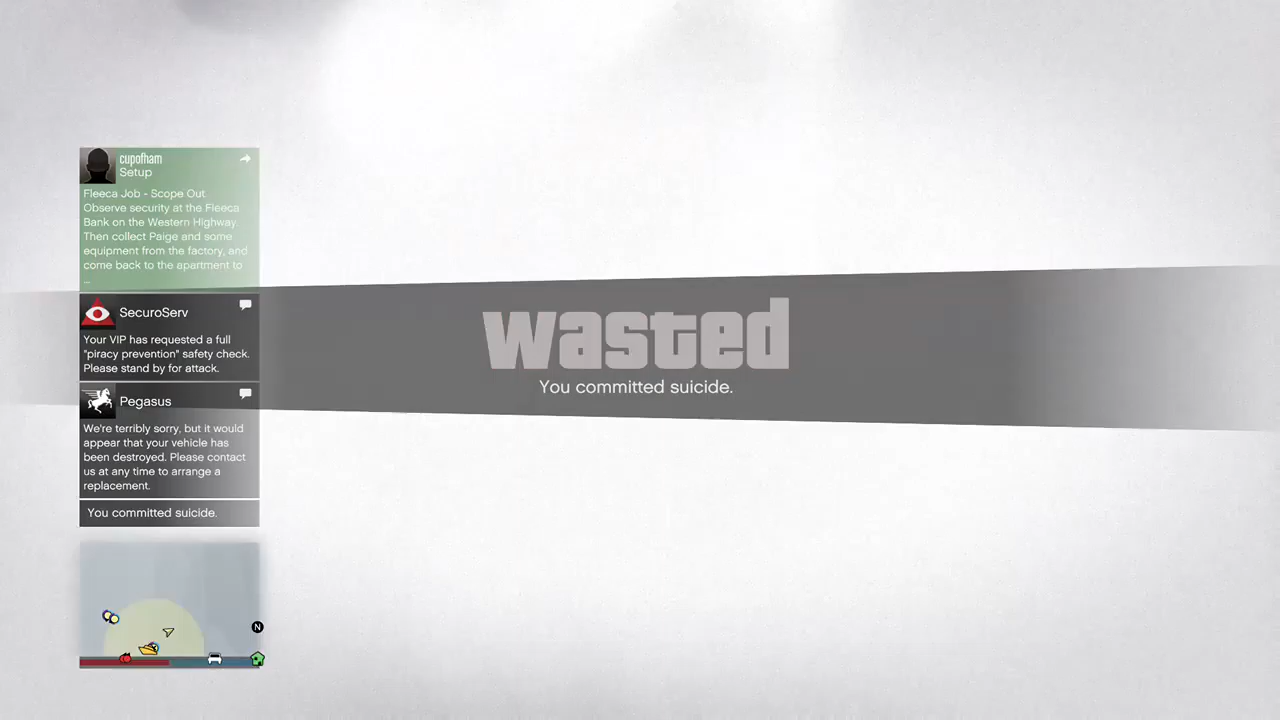 cupofham
Setup
Fleeca Job - Scope Out
Observe security at the Fleeca
Bank on the Western Highway.
Then collect Paige and some
equipment from the factory, and
come back to the apartment to
...
SecuroServ
Your VIP has requested a full
"piracy prevention" safety check.
Please stand by for attack.
Pegasus
We're terribly sorry, but it would
appear that your vehicle has
been destroyed. Please contact
us at any time to arrange a
replacement.
You committed suicide.
wasted
You committed suicide.
N